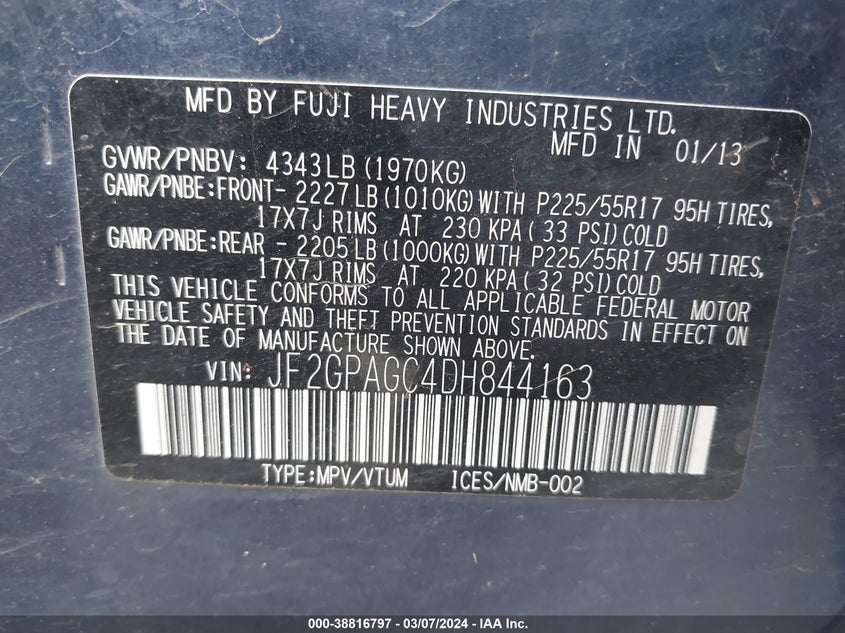 MFD BY FUJI HEAVY INDUSTRIES LTD.
MFD IN 01/13
GVWR/PNBV: 4343LB (1970KG)
GAWR/PNBE:FRONT- 2227LB (1010KG)WITH P225/55R17 95H TIRES,
17X7J RIMS AT 230 KPA ( 33 PSI)COLD
GAWR/PNBE:REAR - 2205LB (1000KG)WITH P225/55R17 95H TIRES,
17X7J RIMS AT 220 KPA ( 32 PSI)COLD
THIS VEHICLE CONFORMS TO ALL APPLICABLE FEDERAL MOTOR
VEHICLE SAFETY AND THEFT PREVENTION STANDARDS IN EFFECT ON
THE DATE OF MANUFACTURE SHOWN ABOVE.
VIN: JF2GPAGC4DH844163
TYPE:MPV/VTUM ICES/NMB-002
000-38816797 - 03/07/2024 - IAA Inc.